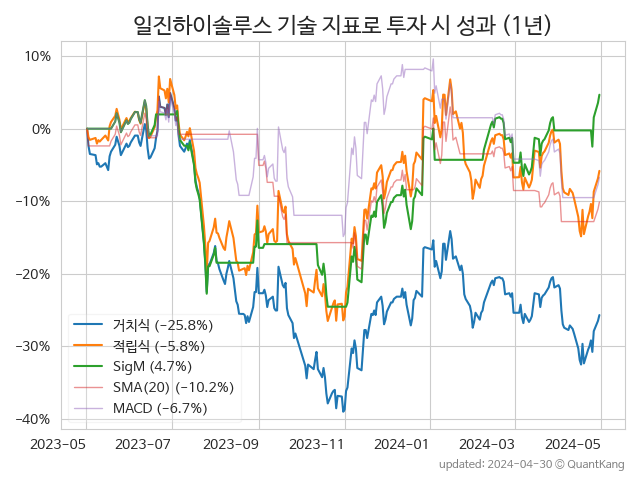 일진하이솔루스 기술 지표로 투자 시 성과 (1년)
10%
0%
−10%
−20%
−30%
−40%
거치식 (−25.8%)
적립식 (−5.8%)
SigM (4.7%)
SMA(20) (−10.2%)
MACD (−6.7%)
2023-05 2023-07 2023-09 2023-11 2024-01 2024-03 2024-05
updated: 2024-04-30 © QuantKang